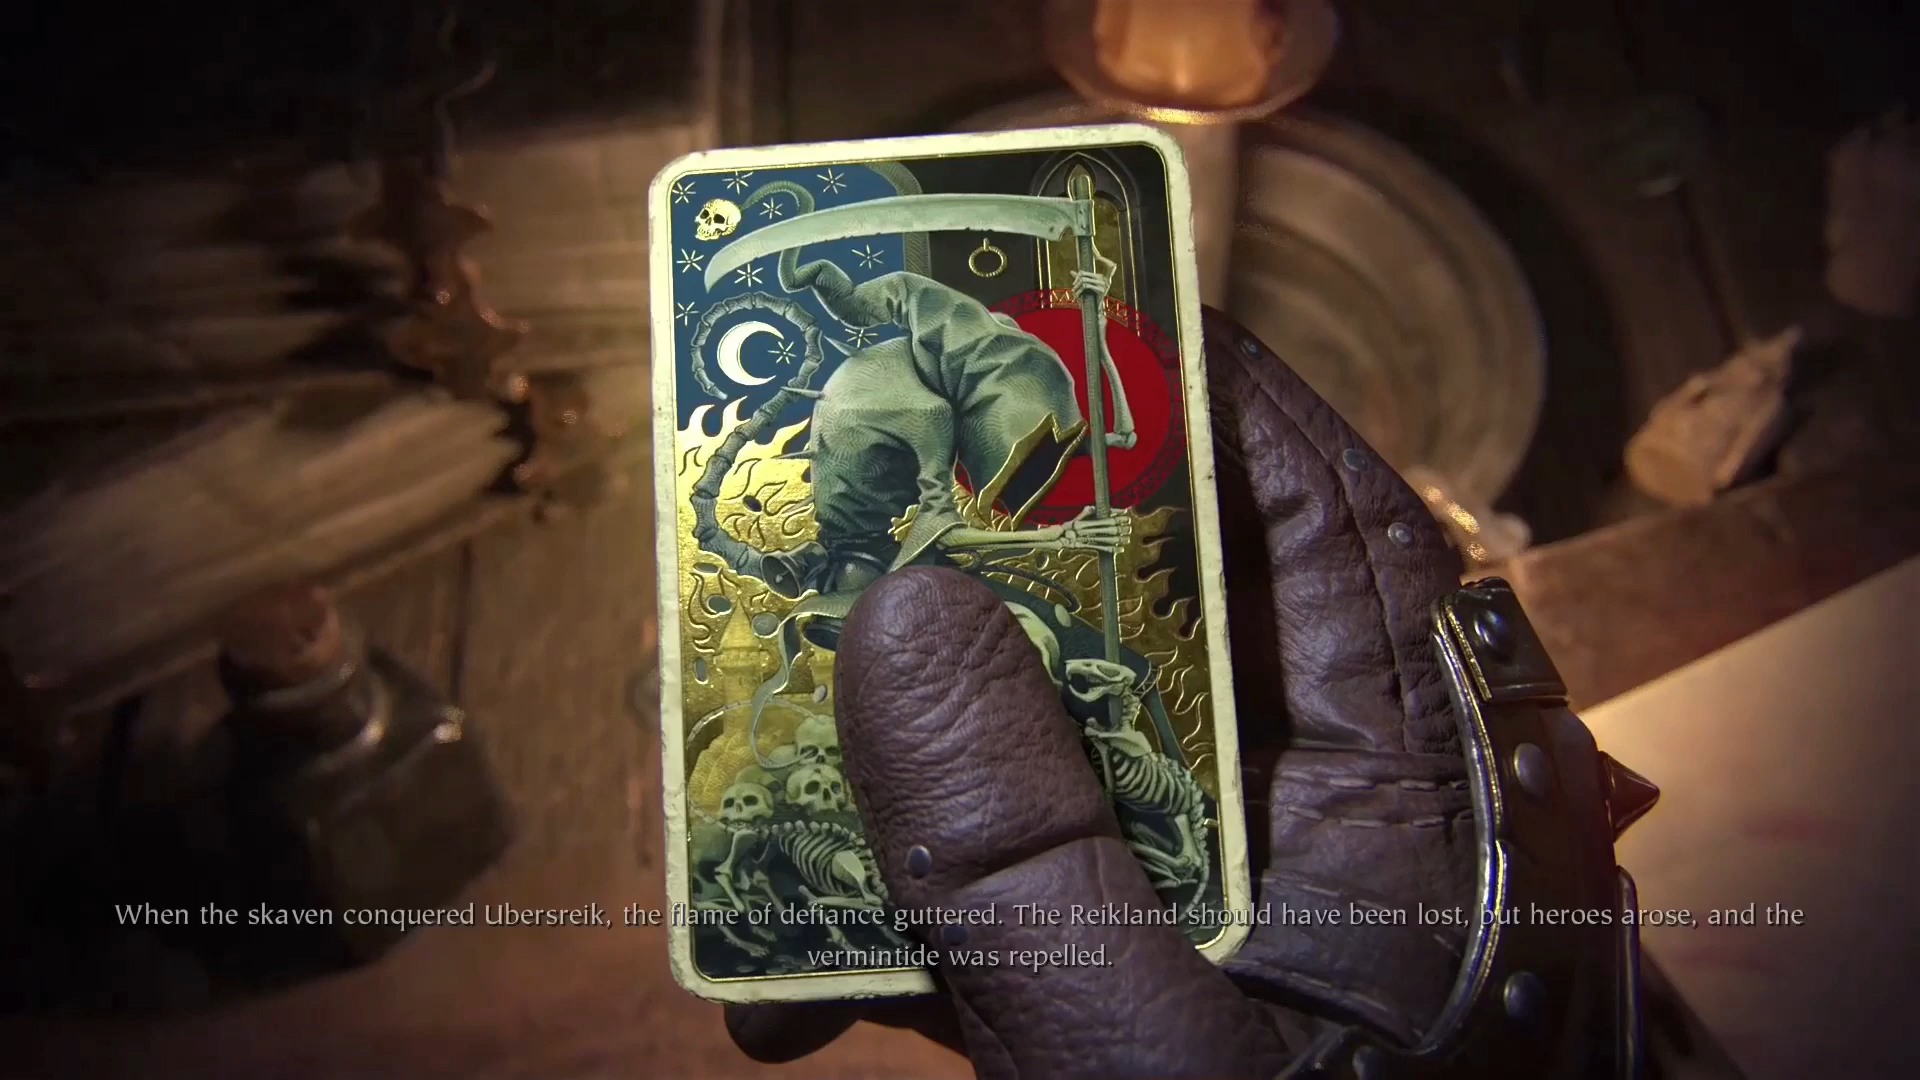 When the skaven conquered Ubersreik, the flame of defiance guttered. The Reikland should have been lost, but heroes arose, and the
vermintide was repelled.